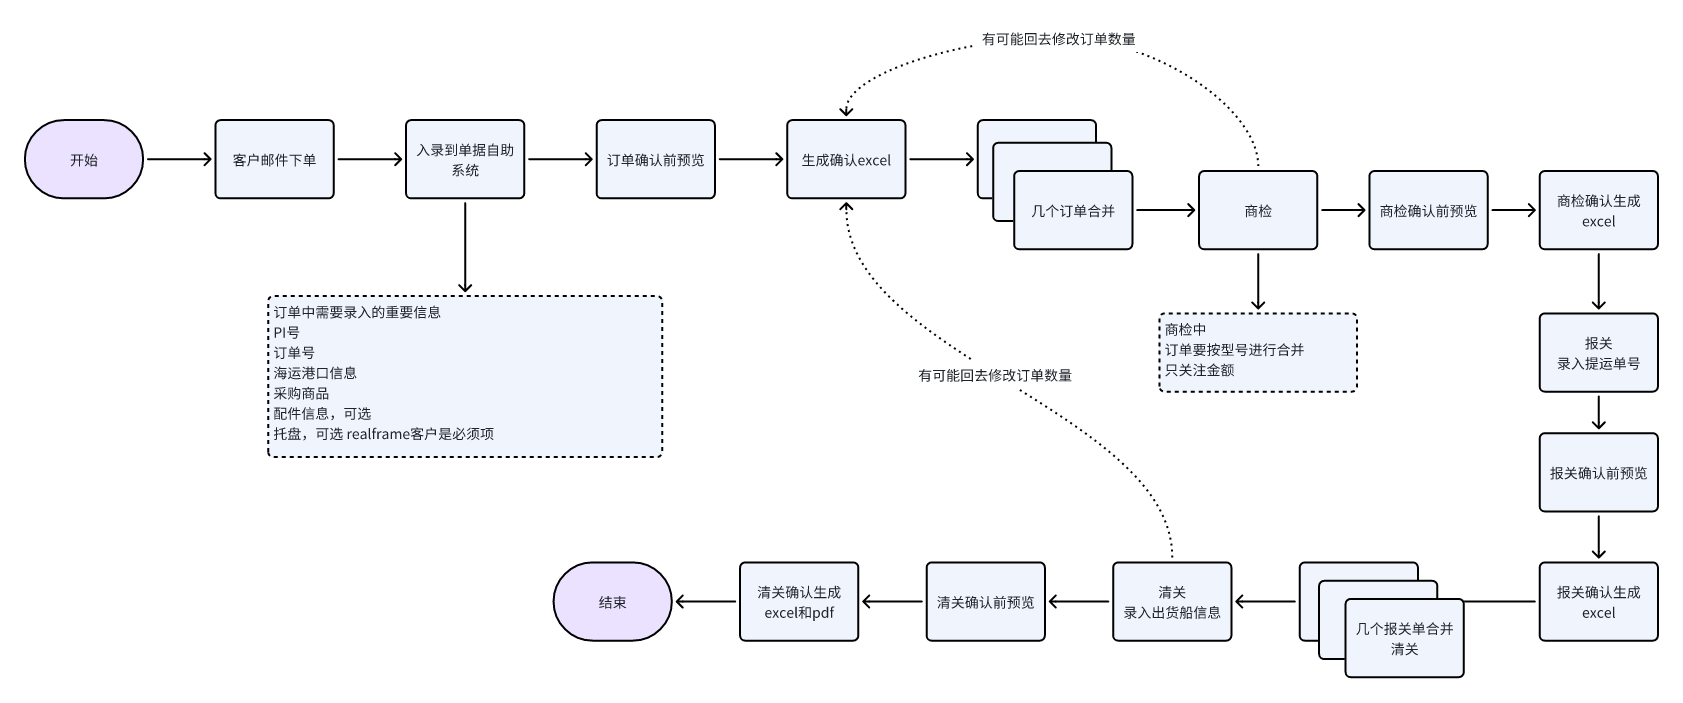 有可能回去修改订单数量
开始
客户邮件下单
入录到单据自助
系统
订单确认前预览
生成确认excel
几个订单合并
商检
商检确认前预览
商检确认生成
excel
订单中需要录入的重要信息
PI号
订单号
海运港口信息
采购商品
配件信息，可选
托盘，可选 realframe客户是必须项
商检中
订单要按型号进行合并
只关注金额
报关
录入提运单号
有可能回去修改订单数量
报关确认前预览
报关确认生成
excel
几个报关单合并
清关
清关
录入出货船信息
清关确认前预览
清关确认生成
excel和pdf
结束